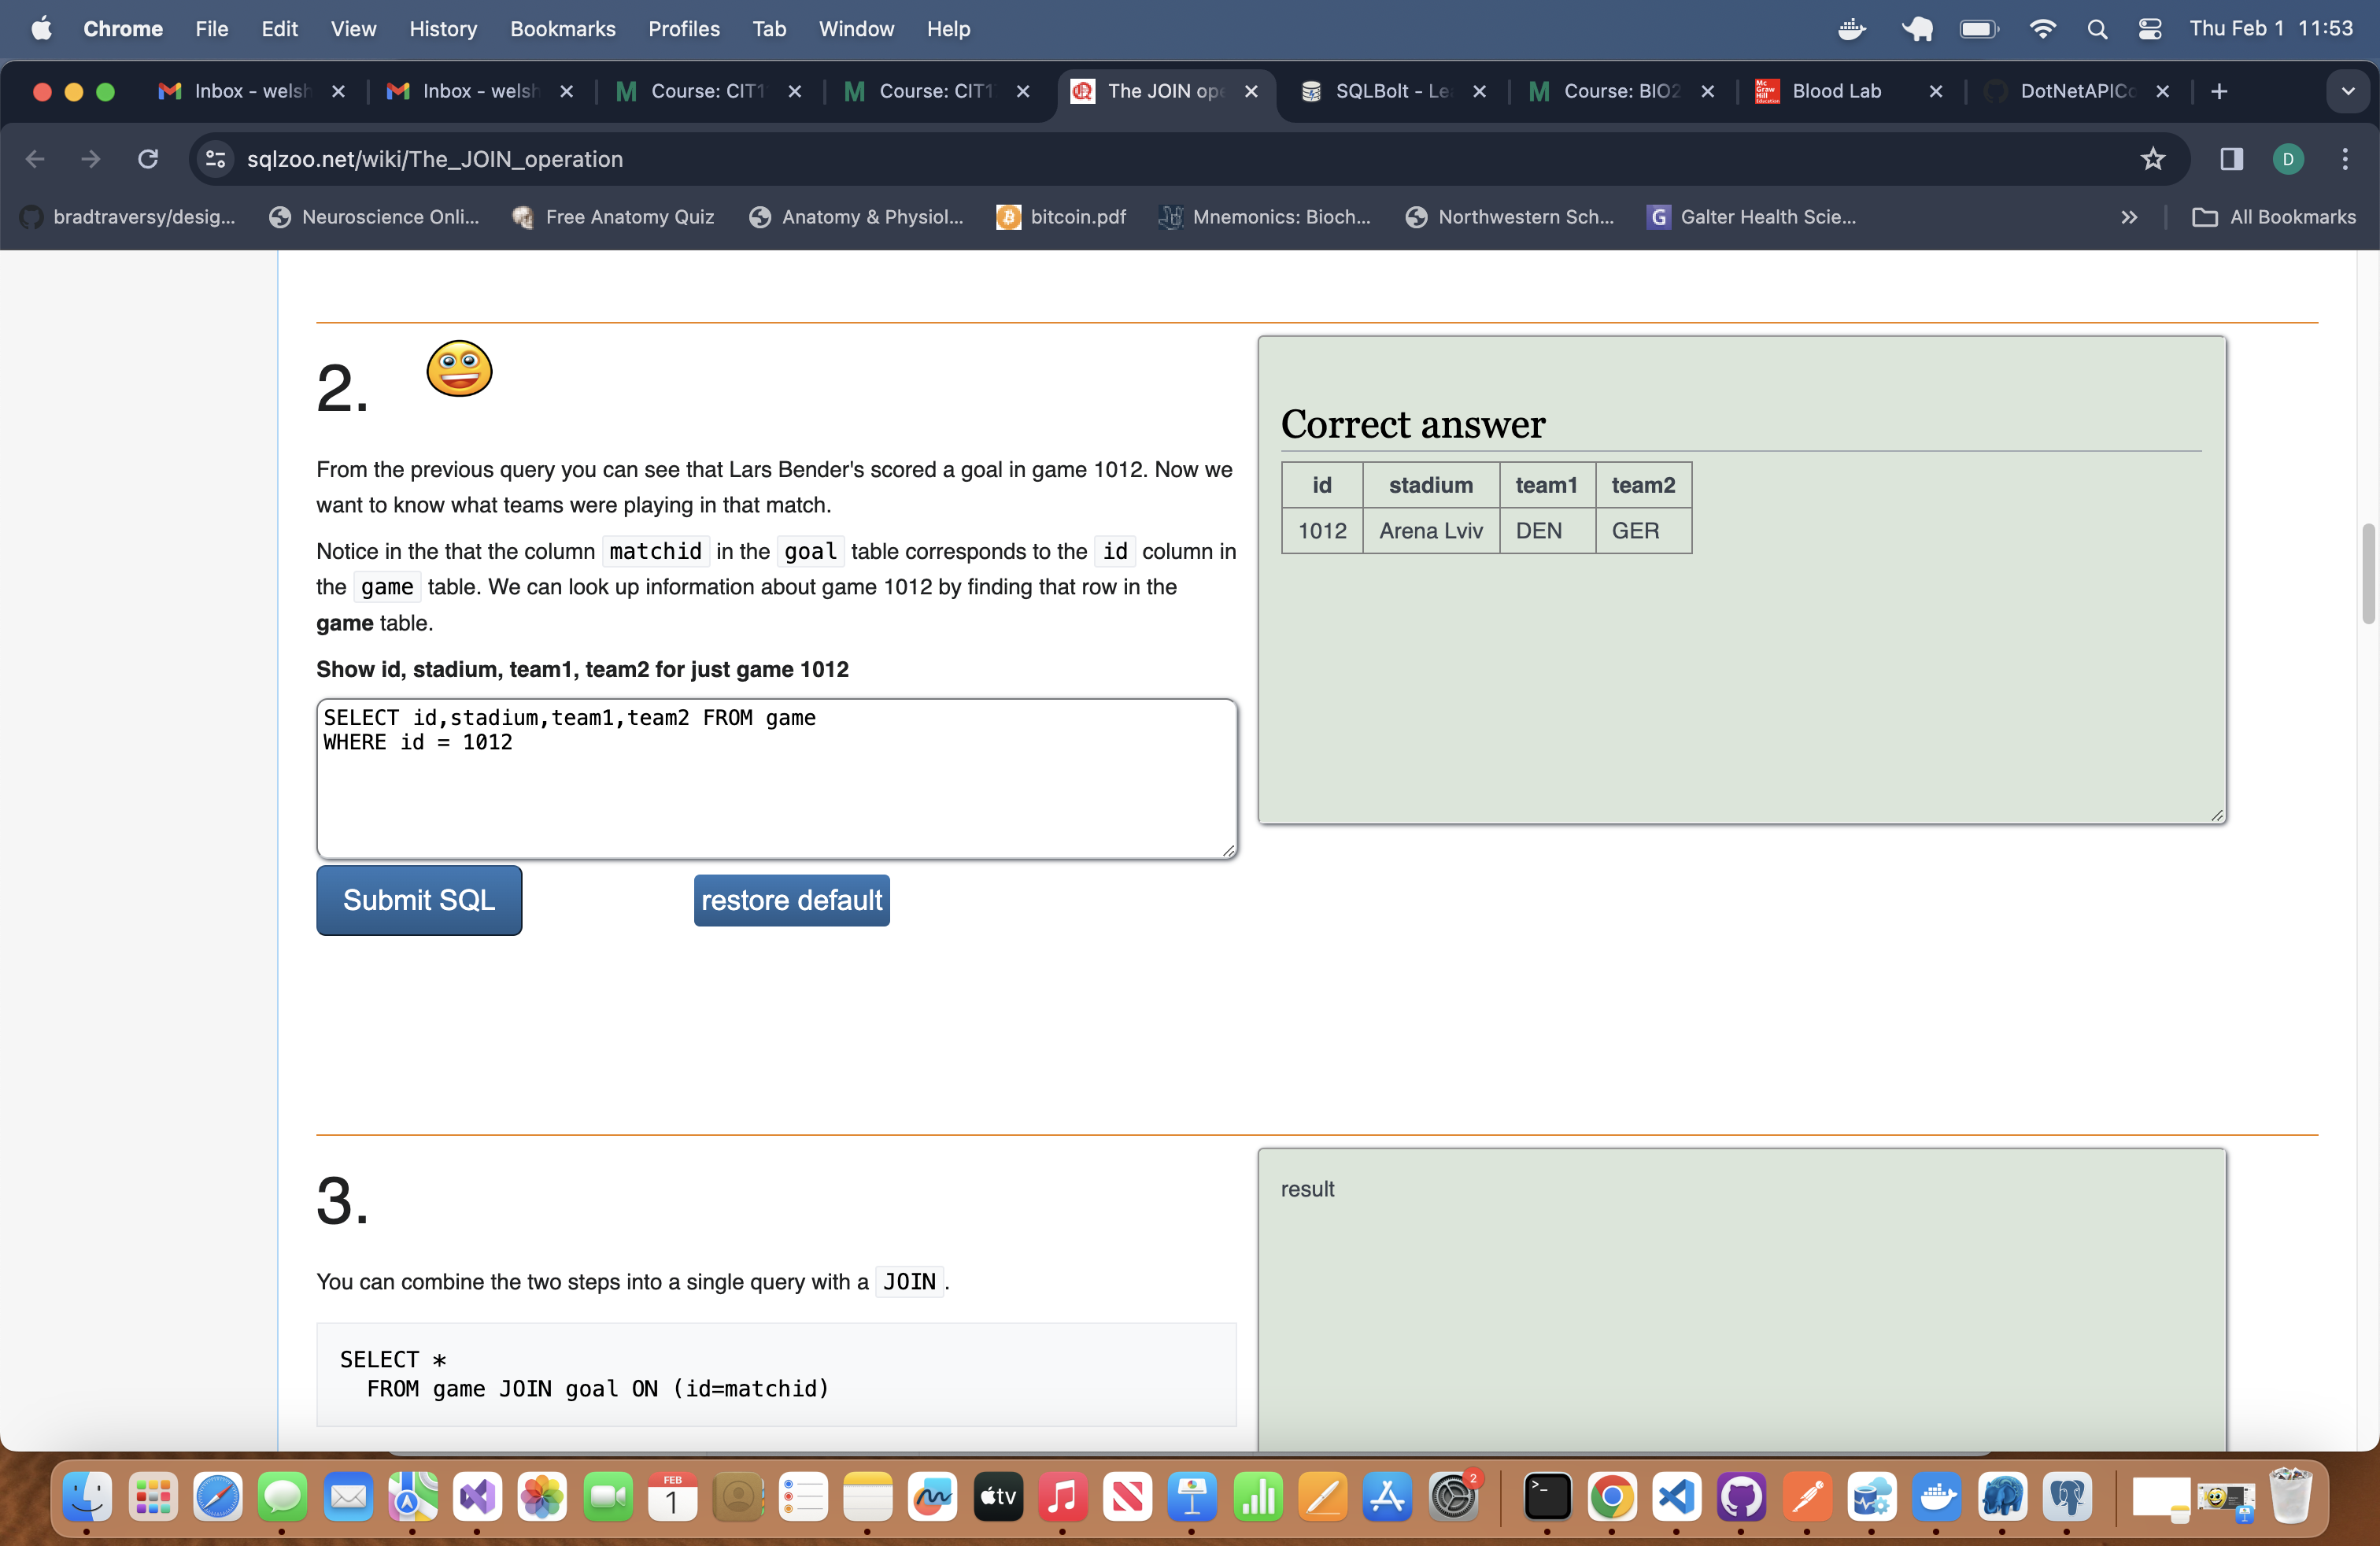 Chrome File Edit View History Bookmarks Profiles Tab Window Help Thu Feb 1 11:53
Inbox - welsh Inbox - welsh Course: CIT1 Course: CIT1 The JOIN ope SQLBolt - Le Course: BIO2 Blood Lab DotNetAPICo
sqlzoo.net/wiki/The_JOIN_operation D
bradtraversy/desig... Neuroscience Onli... Free Anatomy Quiz Anatomy & Physiol... bitcoin.pdf Mnemonics: Bioch... Northwestern Sch... G Galter Health Scie... » All Bookmarks
2.
From the previous query you can see that Lars Bender's scored a goal in game 1012. Now we
want to know what teams were playing in that match.
Notice in the that the column matchid in the goal table corresponds to the id column in
the game table. We can look up information about game 1012 by finding that row in the
game table.
Show id, stadium, team1, team2 for just game 1012
SELECT id,stadium,team1,team2 FROM game
WHERE id = 1012
Submit SQL restore default
Correct answer
id stadium team1 team2
1012 Arena Lviv DEN GER
3.
You can combine the two steps into a single query with a JOIN.
SELECT *
FROM game JOIN goal ON (id=matchid)
result
FEB
1
tv
2